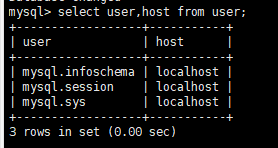 mysql> select user,host from user;
+------------------+-----------+
| user             | host      |
+------------------+-----------+
| mysql.infoschema | localhost |
| mysql.session    | localhost |
| mysql.sys        | localhost |
+------------------+-----------+
3 rows in set (0.00 sec)